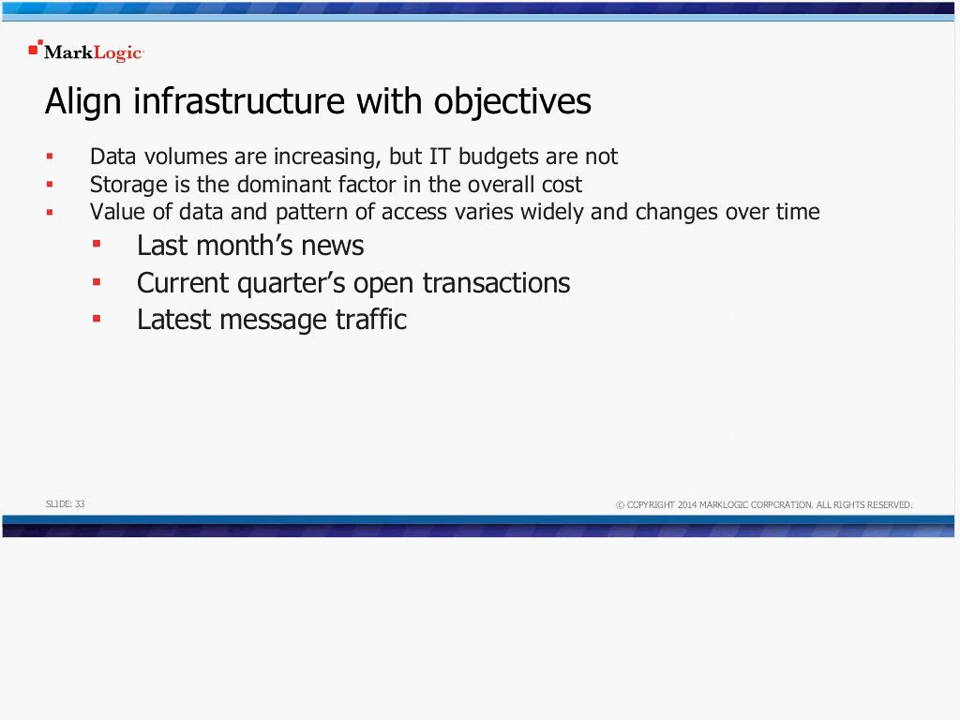 MarkLogic
Align infrastructure with objectives
▪ Data volumes are increasing, but IT budgets are not
▪ Storage is the dominant factor in the overall cost
▪ Value of data and pattern of access varies widely and changes over time
▪ Last month’s news
▪ Current quarter’s open transactions
▪ Latest message traffic
SLIDE: 33
© COPYRIGHT 2014 MARKLOGIC CORPORATION. ALL RIGHTS RESERVED.